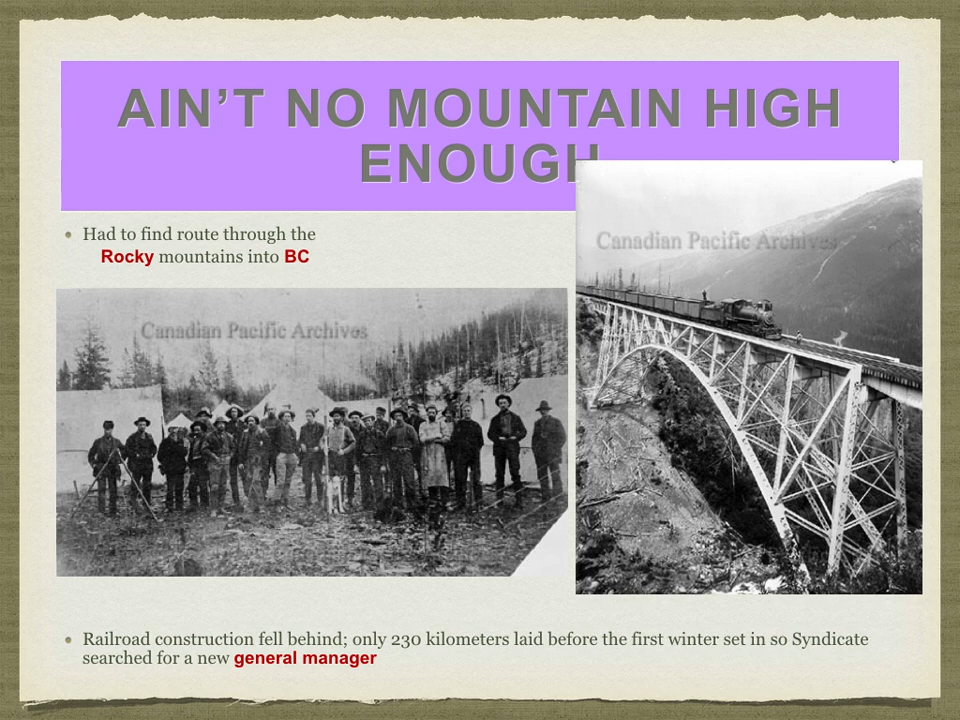 AIN’T NO MOUNTAIN HIGH
ENOUGH
• Had to find route through the
Rocky mountains into BC
Canadian Pacific Archives
Canadian Pacific Archives
• Railroad construction fell behind; only 230 kilometers laid before the first winter set in so Syndicate
searched for a new general manager